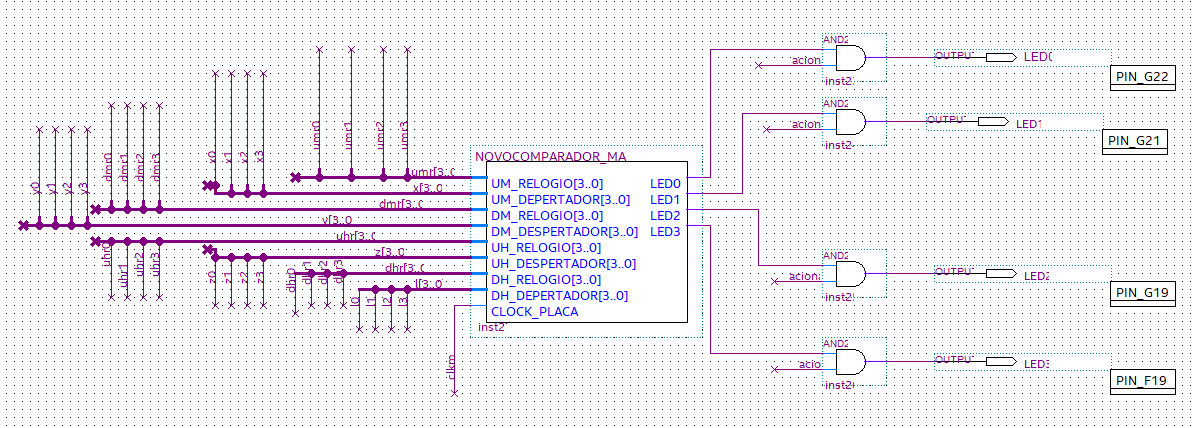 AND2
acion
inst2
OUTPUT
LED0
PIN_G22
AND2
acion
inst2
OUTPUT
LED1
PIN_G21
umr0
umr1
umr2
umr3
x0
x1
x2
x3
dmr0
dmr1
dmr2
dmr3
y0
y1
y2
y3
NOVOCOMPARADOR_MA
umr[3..0
x[3..0
dmr[3..0
y[3..0
uhr[3..0
z[3..0
dhr[3..0
l[3..0
UM_RELOGIO[3..0]
UM_DEPERTADOR[3..0]
DM_RELOGIO[3..0]
DM_DESPERTADOR[3..0]
UH_RELOGIO[3..0]
UH_DESPERTADOR[3..0]
DH_RELOGIO[3..0]
DH_DEPERTADOR[3..0]
CLOCK_PLACA
LED0
LED1
LED2
LED3
inst2
uhr0
uhr1
uhr2
uhr3
z0
z1
z2
z3
dhr0
dhr1
dhr2
dhr3
l0
l1
l2
l3
clkm
AND2
acion
inst2
OUTPUT
LED2
PIN_G19
AND2
acio
inst2
OUTPUT
LED3
PIN_F19